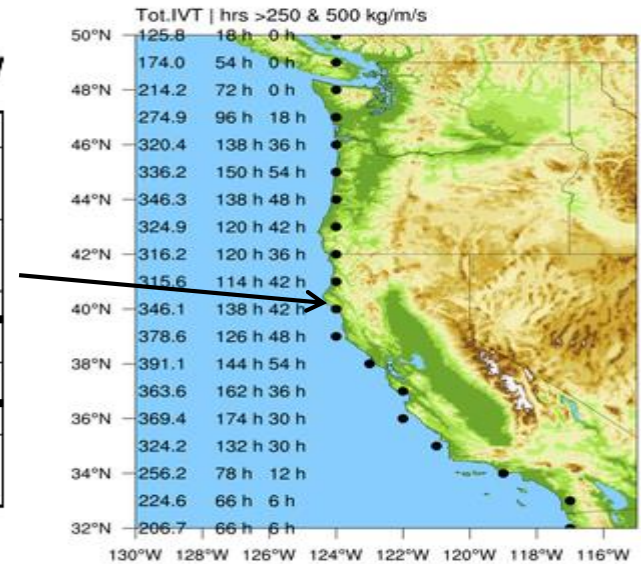 Tot.IVT | hrs >250 & 500 kg/m/s
50°N 125.8 18 h 0 h
174.0 54 h 0 h
48°N 214.2 72 h 0 h
274.9 96 h 18 h
46°N 320.4 138 h 36 h
336.2 150 h 54 h
44°N 346.3 138 h 48 h
324.9 120 h 42 h
42°N 316.2 120 h 36 h
315.6 114 h 42 h
40°N 346.1 138 h 42 h
378.6 126 h 48 h
38°N 391.1 144 h 54 h
363.6 162 h 36 h
36°N 369.4 174 h 30 h
324.2 132 h 30 h
34°N 256.2 78 h 12 h
224.6 66 h 6 h
32°N 206.7 66 h 6 h
130°W 128°W 126°W 124°W 122°W 120°W 118°W 116°W